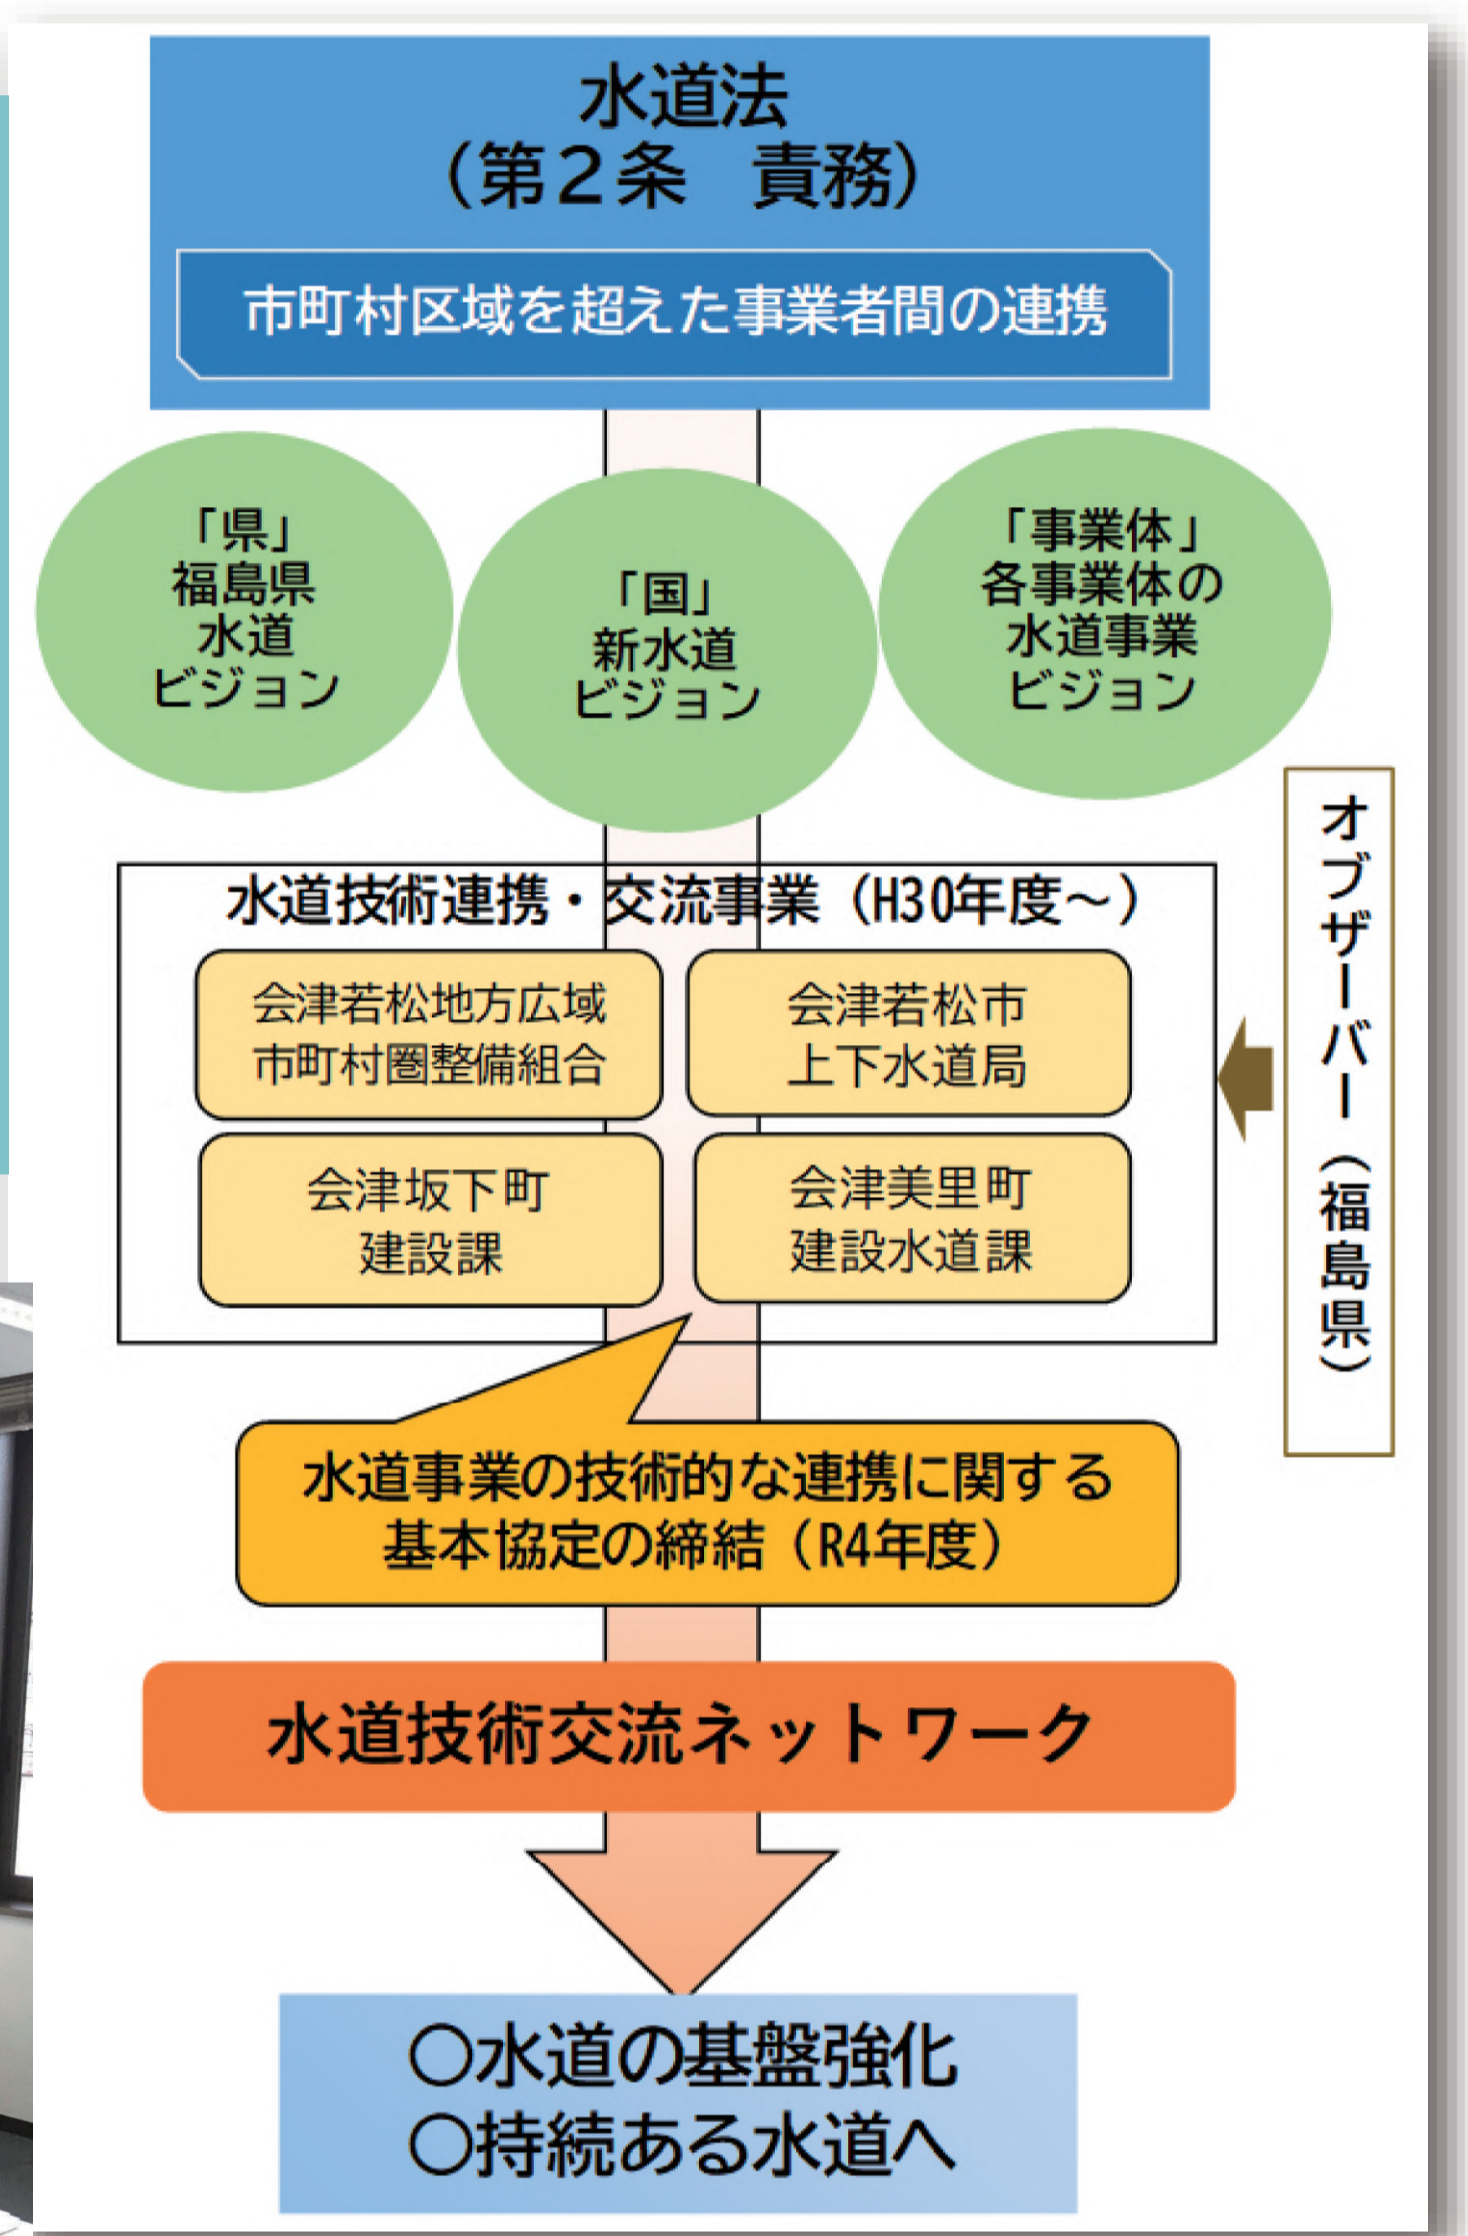 水道法
（第２条　責務）
市町村区域を超えた事業者間の連携
「県」
福島県
水道
ビジョン
「国」
新水道
ビジョン
「事業体」
各事業体の
水道事業
ビジョン
オブザーバー（福島県）
水道技術連携・交流事業（H30年度～）
会津若松地方広域
市町村圏整備組合
会津若松市
上下水道局
会津坂下町
建設課
会津美里町
建設水道課
水道事業の技術的な連携に関する
基本協定の締結（R4年度）
水道技術交流ネットワーク
○水道の基盤強化
○持続ある水道へ